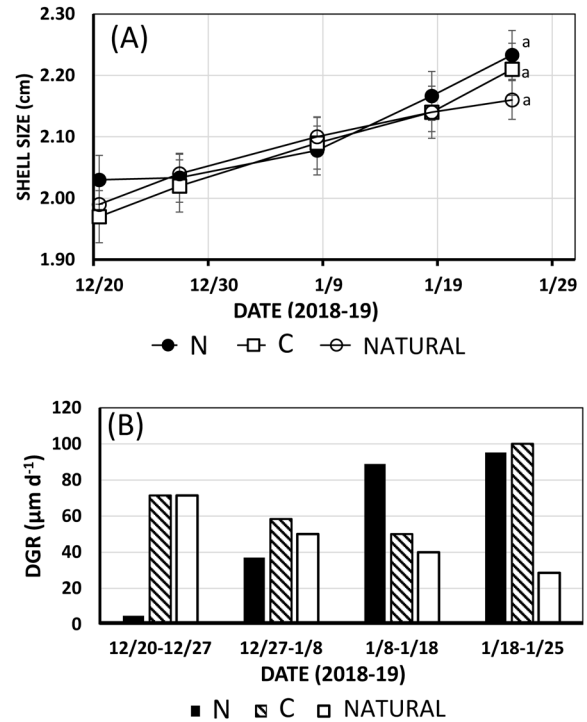 2.30
(A)
a
2.20
a
a
2.10
2.00
1.90
SHELL SIZE (cm)
12/20 12/30 1/9 1/19 1/29
DATE (2018-19)
N C NATURAL
120
(B)
100
80
60
40
20
0
DGR (μm d-1)
12/20-12/27 12/27-1/8 1/8-1/18 1/18-1/25
DATE (2018-19)
N C NATURAL